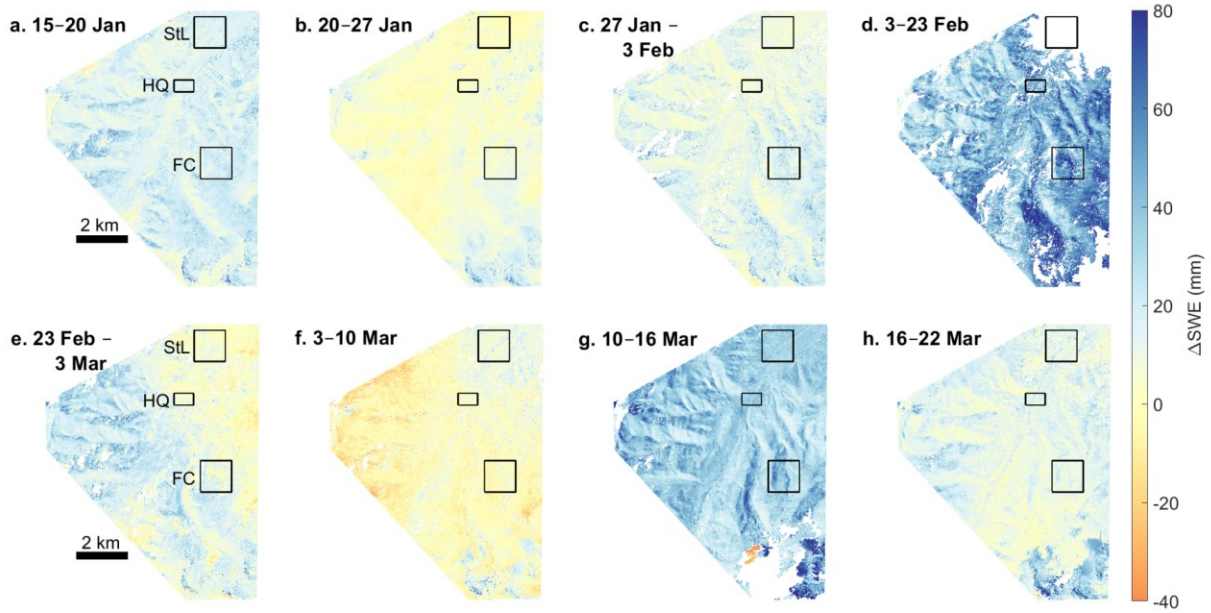 a. 15–20 Jan
StL
HQ
FC
2 km
b. 20–27 Jan
c. 27 Jan –
3 Feb
d. 3–23 Feb
e. 23 Feb –
3 Mar
StL
HQ
FC
2 km
f. 3–10 Mar
g. 10–16 Mar
h. 16–22 Mar
80
60
40
20
0
-20
-40
ΔSWE (mm)